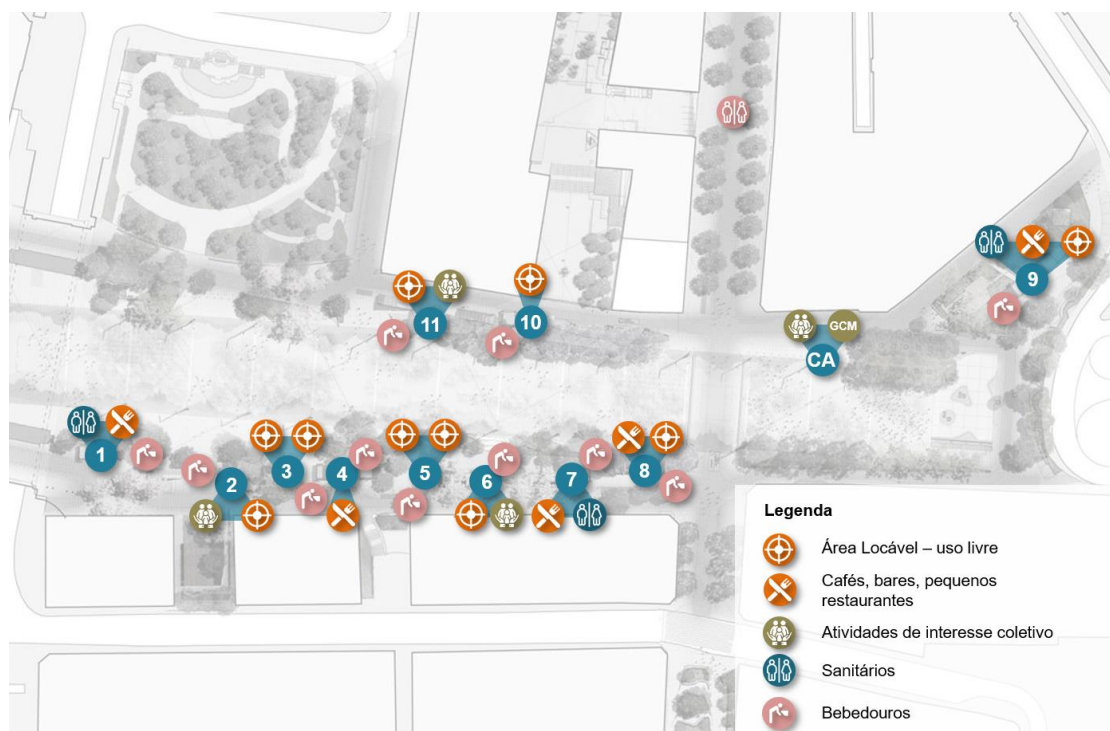 9
11
10
GCM
CA
1
2
3
4
5
6
7
8
Legenda
Área Locável – uso livre
Cafés, bares, pequenos
restaurantes
Atividades de interesse coletivo
Sanitários
Bebedouros